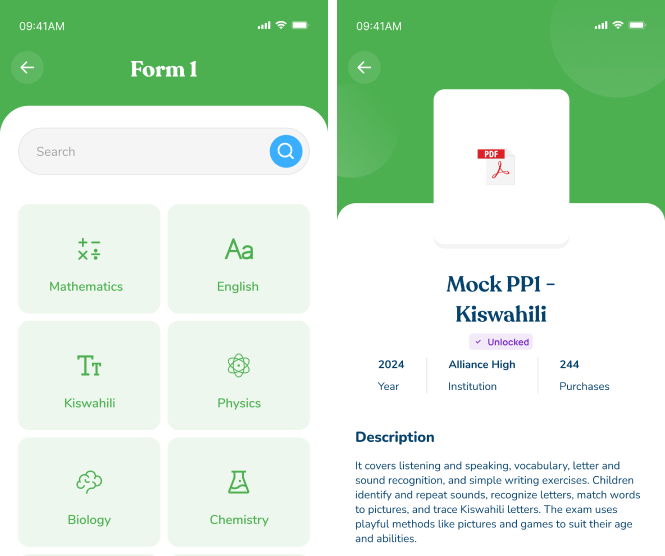 09:41AM
Form 1
Search
Mathematics
Aa
English
TT
Kiswahili
Physics
Biology
Chemistry
09:41AM
PDF
Mock PP1 -
Kiswahili
Unlocked
2024
Alliance High
244
Year
Institution
Purchases
Description
It covers listening and speaking, vocabulary, letter and
sound recognition, and simple writing exercises. Children
identify and repeat sounds, recognize letters, match words
to pictures, and trace Kiswahili letters. The exam uses
playful methods like pictures and games to suit their age
and abilities.